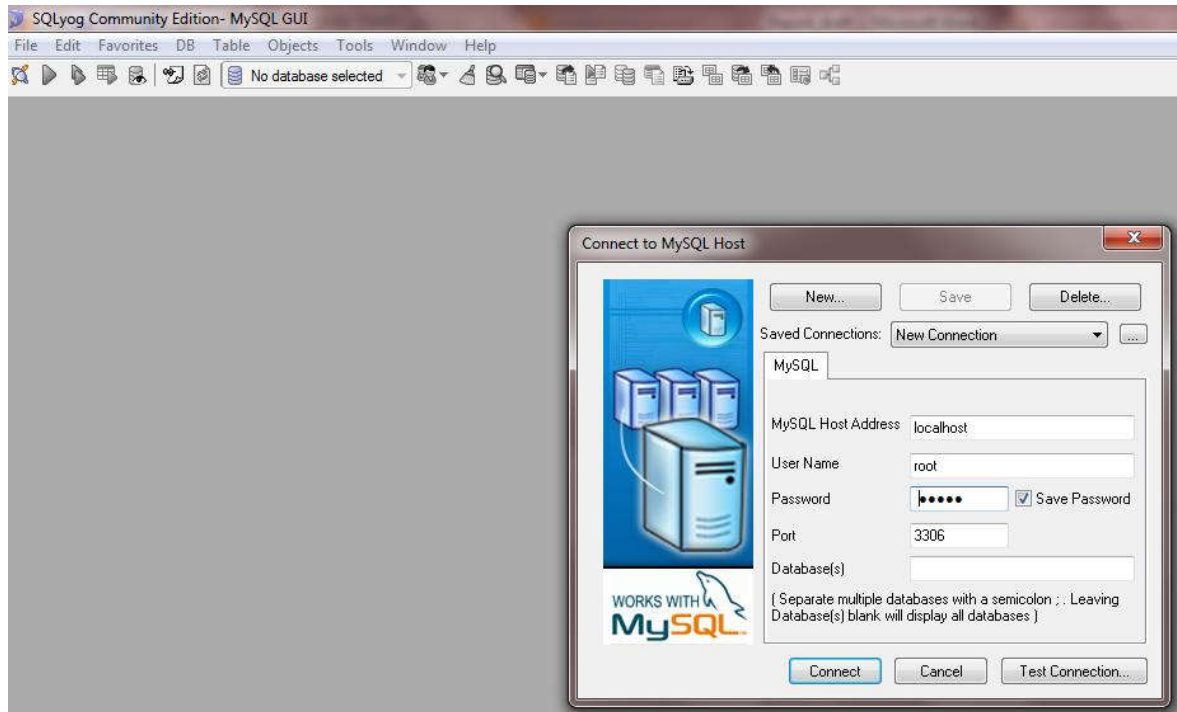 SQLyog Community Edition- MySQL GUI
File Edit Favorites DB Table Objects Tools Window Help
No database selected
Connect to MySQL Host
New... Save Delete...
Saved Connections: New Connection ...
MySQL
MySQL Host Address localhost
User Name root
Password ●●●●● Save Password
Port 3306
Database(s)
( Separate multiple databases with a semicolon ; . Leaving
Database(s) blank will display all databases )
WORKS WITH
MySQL
Connect Cancel Test Connection...